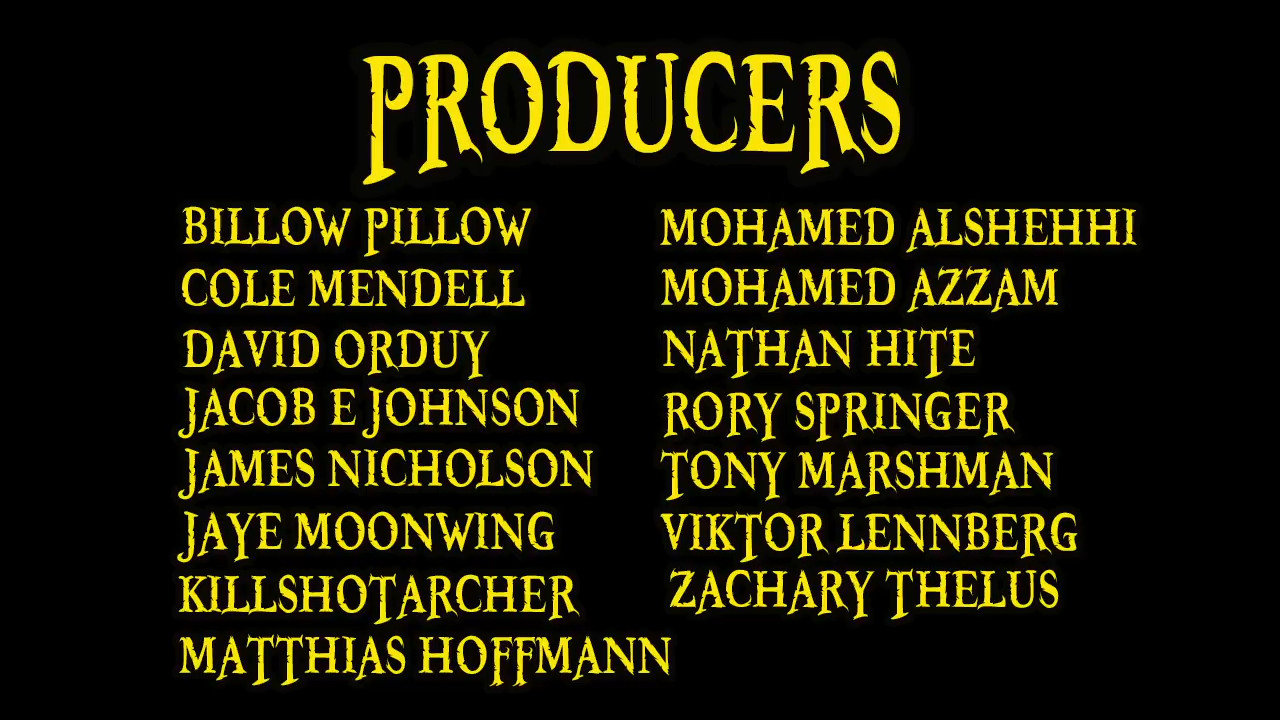 PRODUCERS
BILLOW PILLOW
COLE MENDELL
DAVID ORDUY
JACOB E JOHNSON
JAMES NICHOLSON
JAYE MOONWING
KILLSHOTARCHER
MATTHIAS HOFFMANN
MOHAMED ALSHEHHI
MOHAMED AZZAM
NATHAN HITE
RORY SPRINGER
TONY MARSHMAN
VIKTOR LENNBERG
ZACHARY THELUS